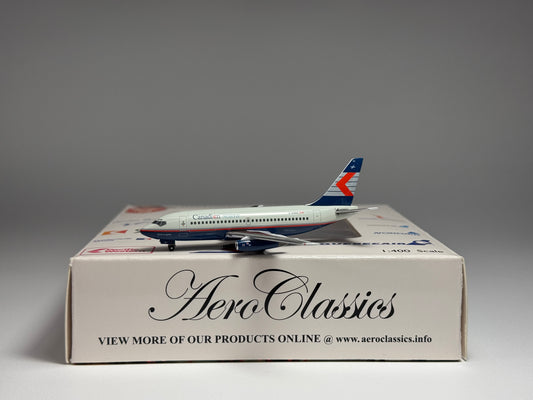 Canadian
1:400 Scale
AeroClassics
VIEW MORE OF OUR PRODUCTS ONLINE @ www.aeroclassics.info